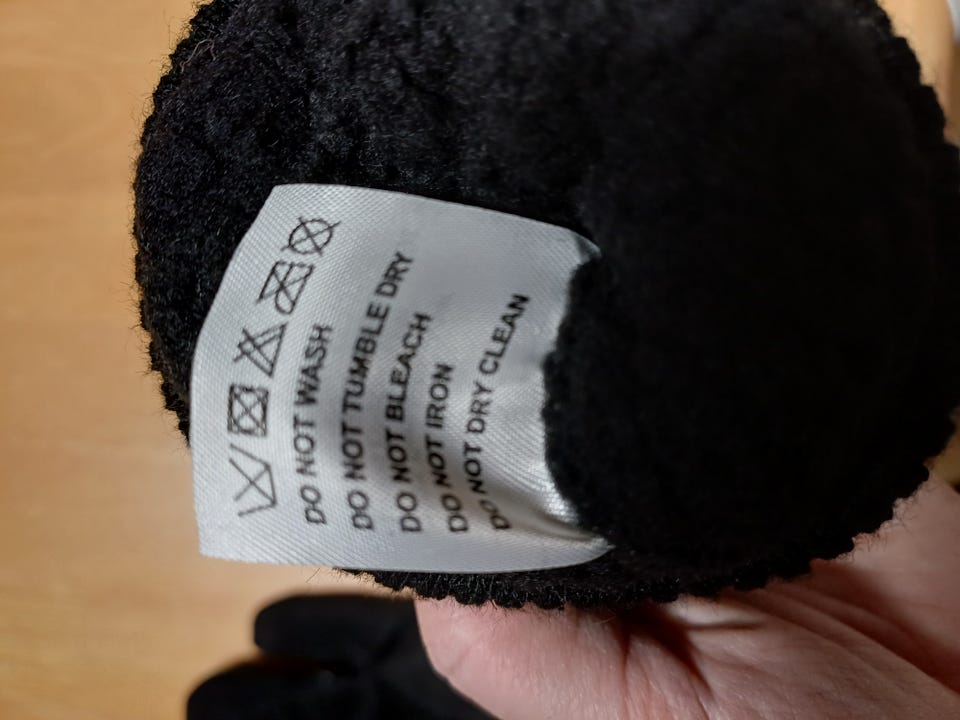 DO NOT WASH
DO NOT TUMBLE DRY
DO NOT BLEACH
DO NOT IRON
DO NOT DRY CLEAN